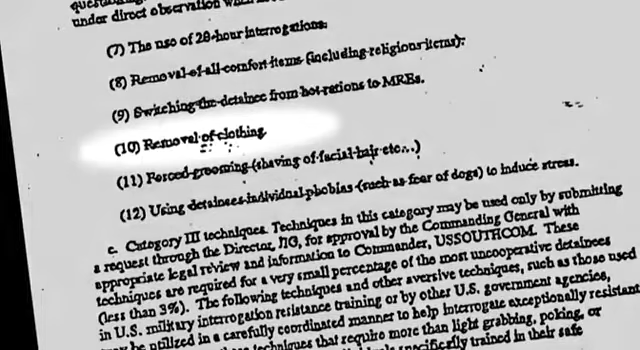 under direct observation when
(7) The use of 28-hour interrogations.
(8) Removal of all comfort items (including religious items).
(9) Switching the detainee from hot rations to MREs.
(10) Removal of clothing.
(11) Forced grooming (shaving of facial hair etc...)
(12) Using detainees individual phobias (such as fear of dogs) to induce stress.
c. Category III techniques. Techniques in this category may be used only by submitting
a request through the Director, JIG, for approval by the Commanding General with
appropriate legal review and information to Commander, USSOUTHCOM. These
techniques are required for a very small percentage of the most uncooperative detainees
(less than 3%). The following techniques and other aversive techniques, such as those used
in U.S. military interrogation resistance training or by other U.S. government agencies,
be utilized in a carefully coordinated manner to help interrogate exceptionally resistant
techniques that require more than light grabbing, poking, or
specifically trained in their safe